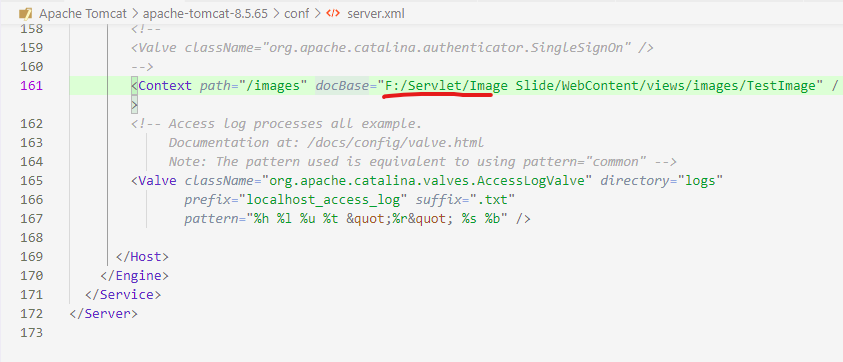 Apache Tomcat > apache-tomcat-8.5.65 > conf > </> server.xml
158 <!--
159 <Valve className="org.apache.catalina.authenticator.SingleSignOn" />
160 -->
161 <Context path="/images" docBase="F:/Servlet/Image Slide/WebContent/views/images/TestImage" /
>
162 <!-- Access log processes all example.
163 Documentation at: /docs/config/valve.html
164 Note: The pattern used is equivalent to using pattern="common" -->
165 <Valve className="org.apache.catalina.valves.AccessLogValve" directory="logs"
166 prefix="localhost_access_log" suffix=".txt"
167 pattern="%h %l %u %t &quot;%r&quot; %s %b" />
168
169 </Host>
170 </Engine>
171 </Service>
172 </Server>
173